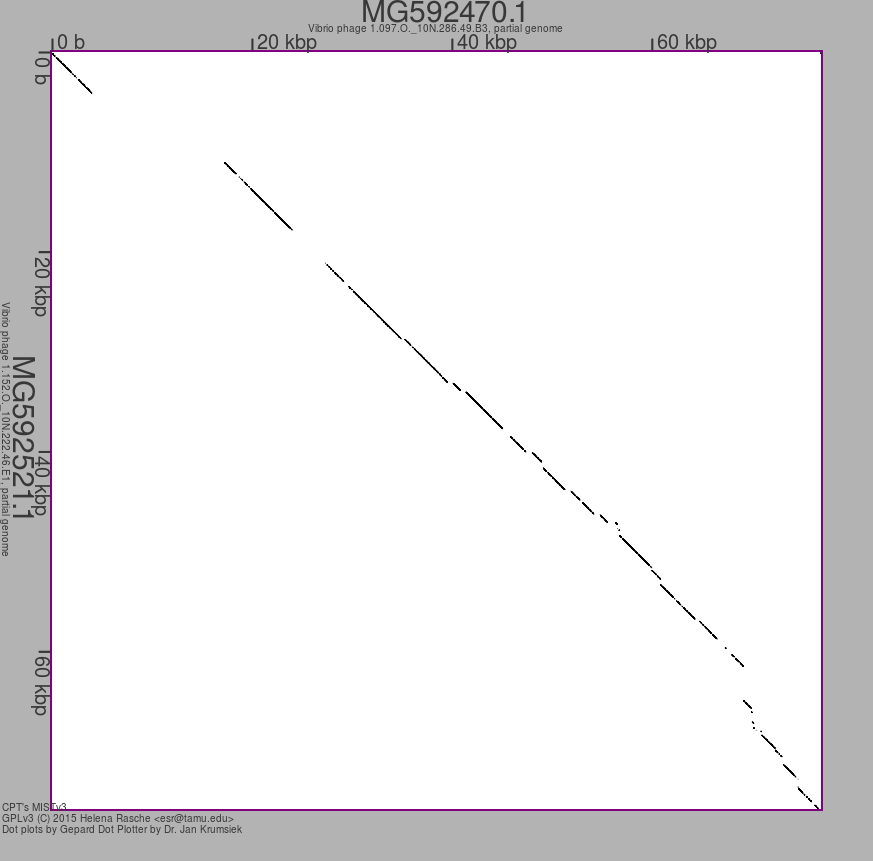 MG592470.1
Vibrio phage 1.097.O._10N.286.49.B3, partial genome
0 b
20 kbp
40 kbp
60 kbp
0 b
20 kbp
40 kbp
60 kbp
MG592521.1
Vibrio phage 1.152.O._10N.222.46.E1, partial genome
CPT's MISTv3
GPLv3 (C) 2015 Helena Rasche <esr@tamu.edu>
Dot plots by Gepard Dot Plotter by Dr. Jan Krumsiek